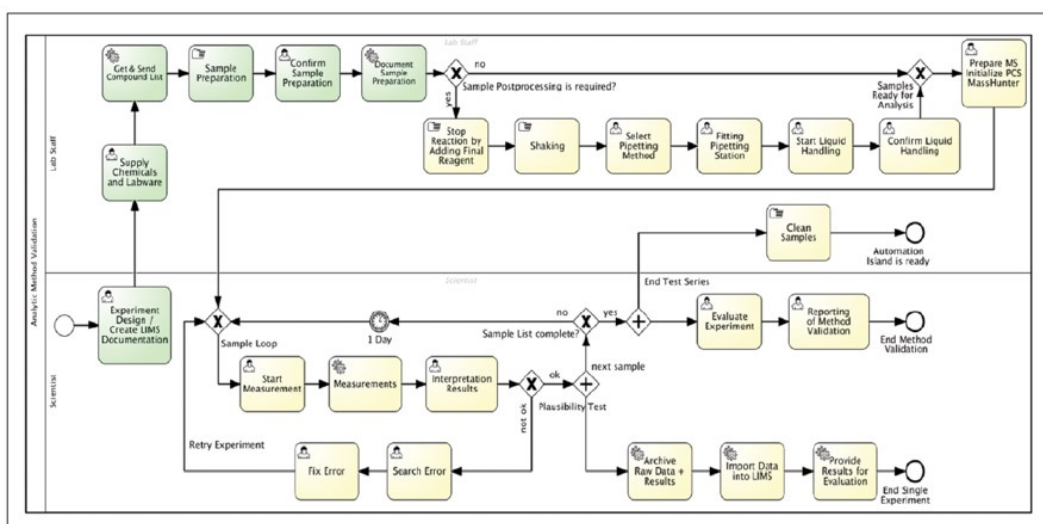 Analytic Method Validation
Lab Staff
Lab Staff
Get & Send
Compound List
Sample
Preparation
Confirm
Sample
Preparation
Document
Sample
Preparation
no
Sample Postprocessing is required?
yes
Samples
Ready for
Analysis
Prepare MS
Initialize PCS
MassHunter
Supply
Chemicals
and Labware
Stop
Reaction by
Adding Final
Reagent
Shaking
Select
Pipetting
Method
Fitting
Pipetting
Station
Start Liquid
Handling
Confirm Liquid
Handling
Clean
Samples
Automation
Island is ready
Scientist
Scientist
Experiment
Design /
Create LIMS
Documentation
Sample Loop
1 Day
no
Sample List complete?
yes
End Test Series
Evaluate
Experiment
Reporting
of Method
Validation
End Method
Validation
Start
Measurement
Measurements
Interpretation
Results
ok
next sample
Plausibility Test
not ok
Retry Experiment
Fix Error
Search Error
Archive
Raw Data +
Results
Import Data
into LIMS
Provide
Results for
Evaluation
End Single
Experiment